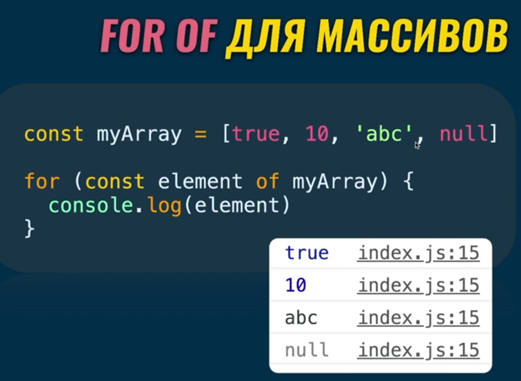 FOR OF ДЛЯ МАССИВОВ
const myArray = [true, 10, 'abc', null]
for (const element of myArray) {
console.log(element)
}
true index.js:15
10 index.js:15
abc index.js:15
null index.js:15